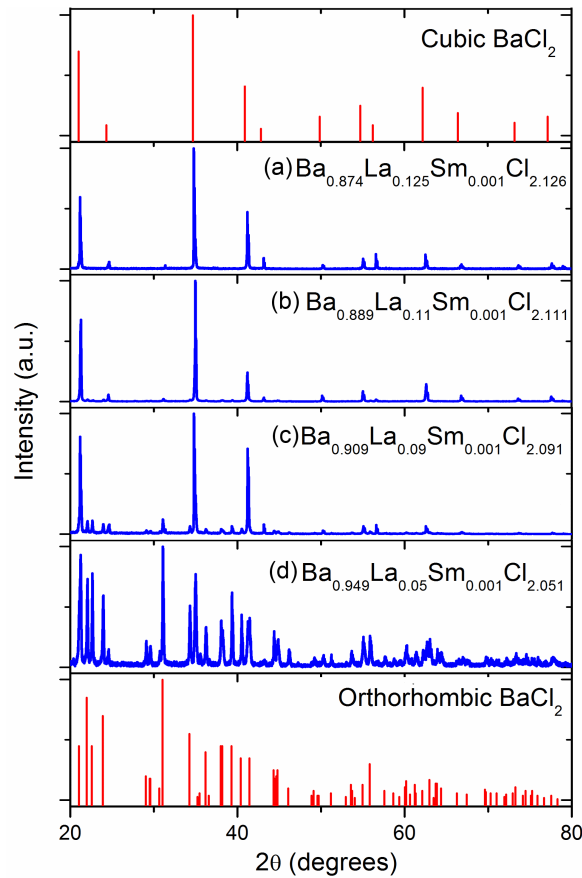 Cubic BaCl₂
(a) Ba₀.₈₇₄La₀.₁₂₅Sm₀.₀₀₁Cl₂.₁₂₆
(b) Ba₀.₈₈₉La₀.₁₁Sm₀.₀₀₁Cl₂.₁₁₁
(c) Ba₀.₉₀₉La₀.₀₉Sm₀.₀₀₁Cl₂.₀₉₁
(d) Ba₀.₉₄₉La₀.₀₅Sm₀.₀₀₁Cl₂.₀₅₁
Orthorhombic BaCl₂
Intensity (a.u.)
20 40 60 80
2θ (degrees)